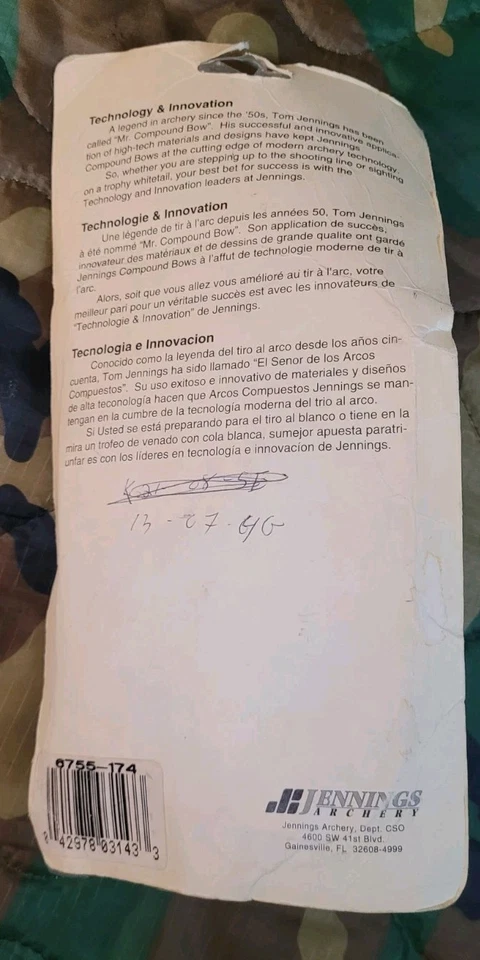 Technology & Innovation
A legend in archery since the '50s, Tom Jennings has been
called "Mr. Compound Bow". His successful and innovative applica-
tion of high-tech materials and designs have kept Jennings
Compound Bows at the cutting edge of modern archery technology.
So, whether you are stepping up to the shooting line or sighting
on a trophy whitetail, your best bet for success is with the
Technology and Innovation leaders at Jennings.
Technologie & Innovation
Une légende de tir à l'arc depuis les années 50, Tom Jennings
à été nommé "Mr. Compound Bow". Son application de succès,
innovateur des matériaux et de dessins de grande qualite ont gardé
Jennings Compound Bows à l'affut de technologie moderne de tir à
l'arc.
Alors, soit que vous allez vous amélioré au tir à l'arc, votre
meilleur pari pour un véritable succès est avec les innovateurs de
"Technologie & Innovation" de Jennings.
Tecnologia e Innovacion
Conocido como la leyenda del tiro al arco desde los años cin-
cuenta, Tom Jennings ha sido llamado "El Senor de los Arcos
Compuestos". Su uso exitoso e innovativo de materiales y diseños
de alta teconología hacen que Arcos Compuestos Jennings se man-
tengan en la cumbre de la tecnología moderna del trio al arco.
Si Usted se está preparando para el tiro al blanco o tiene en la
mira un trofeo de venado con cola blanca, sumejor apuesta paratri-
unfar es con los líderes en tecnología e innovacion de Jennings.
13-07-GG
6755-174
0 42978 03143 3
JENNINGS
ARCHERY
Jennings Archery, Dept. CSO
4600 SW 41st Blvd.
Gainesville, FL 32608-4999